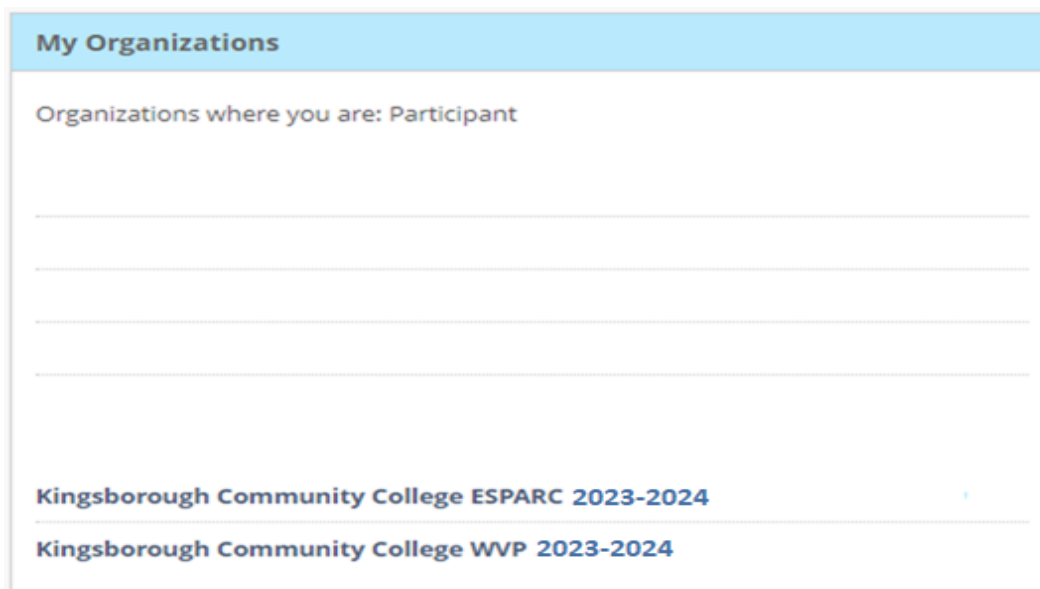 My Organizations
Organizations where you are: Participant
Kingsborough Community College ESPARC 2023-2024
Kingsborough Community College WVP 2023-2024